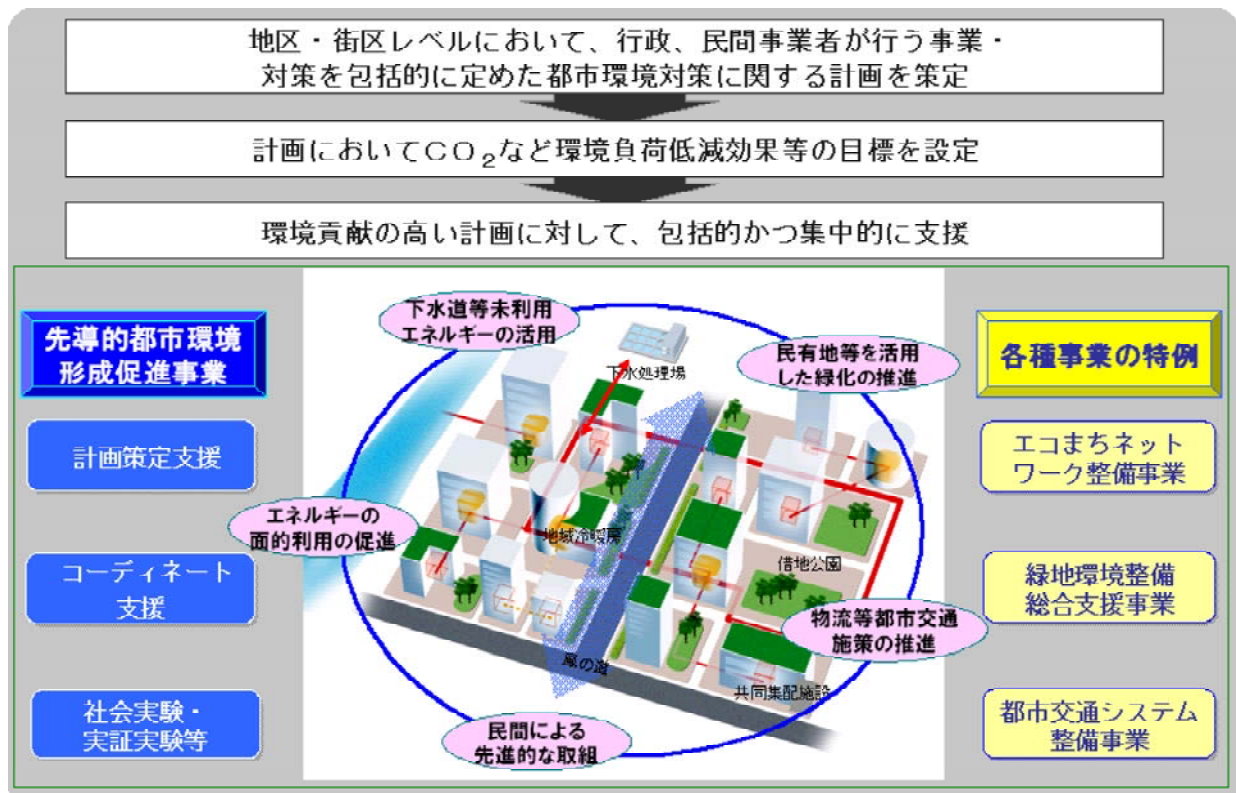 地区・街区レベルにおいて、行政、民間事業者が行う事業・
対策を包括的に定めた都市環境対策に関する計画を策定
計画においてＣＯ₂など環境負荷低減効果等の目標を設定
環境貢献の高い計画に対して、包括的かつ集中的に支援
先導的都市環境
形成促進事業
計画策定支援
コーディネート
支援
社会実験・
実証実験等
下水道等未利用
エネルギーの活用
下水処理場
民有地等を活用
した緑化の推進
エネルギーの
面的利用の促進
地域冷暖房
借地公園
物流等都市交通
施策の推進
風の道
共同集配施設
民間による
先進的な取組
各種事業の特例
エコまちネット
ワーク整備事業
緑地環境整備
総合支援事業
都市交通システム
整備事業